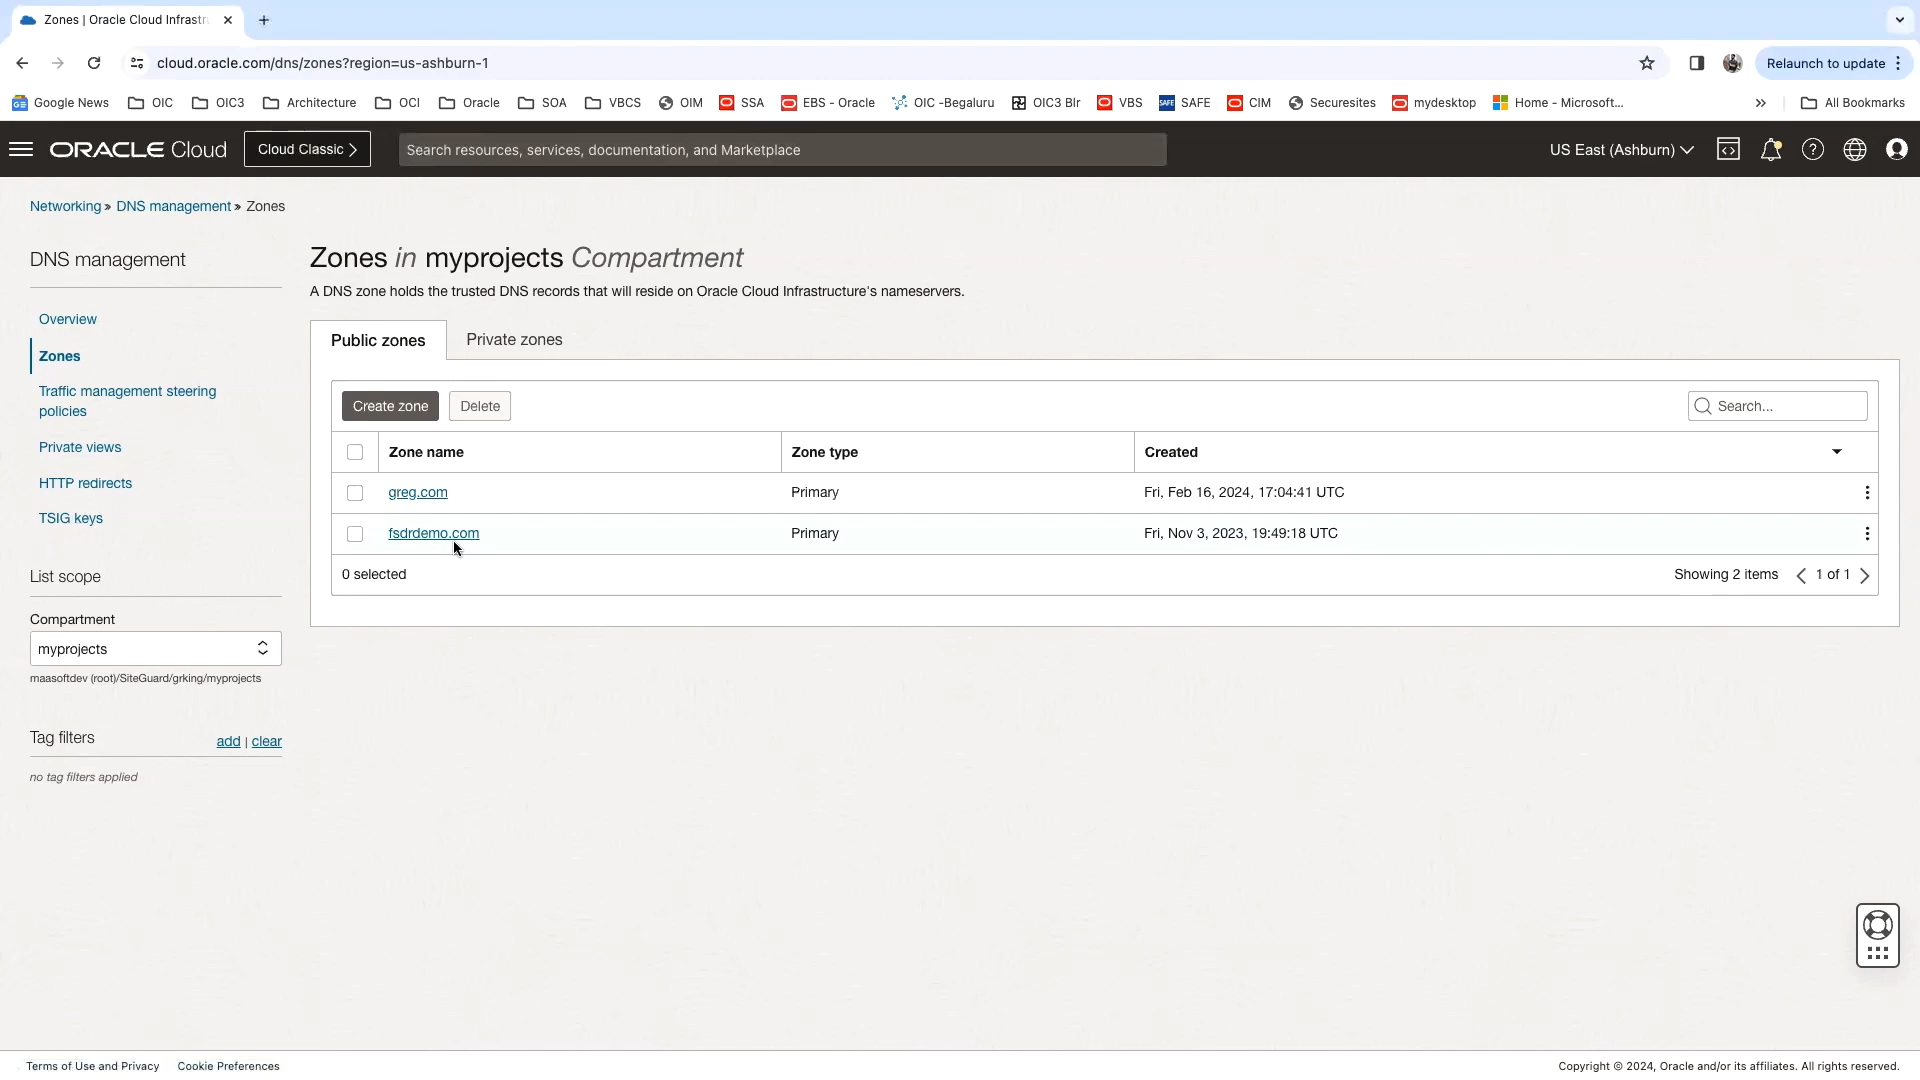 Zones | Oracle Cloud Infrastr
cloud.oracle.com/dns/zones?region=us-ashburn-1
Relaunch to update
Google News OIC OIC3 Architecture OCI Oracle SOA VBCS OIM SSA EBS - Oracle OIC -Begaluru OIC3 Blr VBS SAFE SAFE CIM Securesites mydesktop Home - Microsoft... All Bookmarks
ORACLE Cloud Cloud Classic Search resources, services, documentation, and Marketplace US East (Ashburn)
Networking » DNS management » Zones
DNS management
Overview
Zones
Traffic management steering
policies
Private views
HTTP redirects
TSIG keys
List scope
Compartment
myprojects
maasoftdev (root)/SiteGuard/grking/myprojects
Tag filters add | clear
no tag filters applied
Zones in myprojects Compartment
A DNS zone holds the trusted DNS records that will reside on Oracle Cloud Infrastructure's nameservers.
Public zones Private zones
Create zone Delete Search...
Zone name Zone type Created
greg.com Primary Fri, Feb 16, 2024, 17:04:41 UTC
fsdrdemo.com Primary Fri, Nov 3, 2023, 19:49:18 UTC
0 selected Showing 2 items 1 of 1
Terms of Use and Privacy Cookie Preferences Copyright © 2024, Oracle and/or its affiliates. All rights reserved.